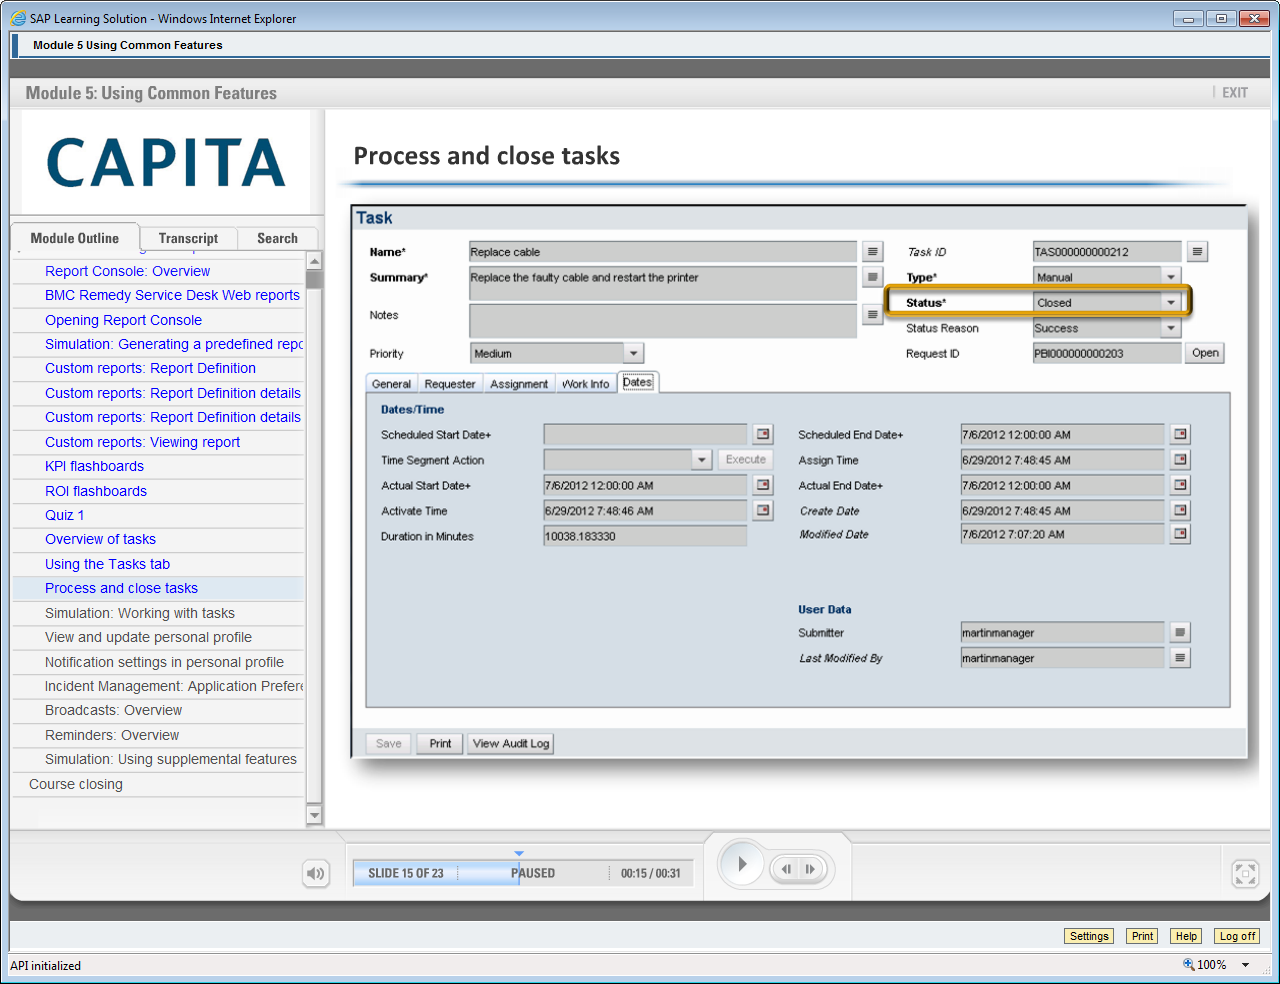 SAP Learning Solution - Windows Internet Explorer
Module 5 Using Common Features
Module 5: Using Common Features
EXIT
CAPITA
Module Outline
Transcript
Search
Report Console: Overview
BMC Remedy Service Desk Web reports
Opening Report Console
Simulation: Generating a predefined repo
Custom reports: Report Definition
Custom reports: Report Definition details
Custom reports: Report Definition details
Custom reports: Viewing report
KPI flashboards
ROI flashboards
Quiz 1
Overview of tasks
Using the Tasks tab
Process and close tasks
Simulation: Working with tasks
View and update personal profile
Notification settings in personal profile
Incident Management: Application Prefere
Broadcasts: Overview
Reminders: Overview
Simulation: Using supplemental features
Course closing
Process and close tasks
Task
Name* Replace cable
Summary* Replace the faulty cable and restart the printer
Notes
Priority Medium
Task ID TAS000000000212
Type* Manual
Status* Closed
Status Reason Success
Request ID PBI000000000203 Open
General Requester Assignment Work Info Dates
Dates/Time
Scheduled Start Date+
Time Segment Action Execute
Actual Start Date+ 7/6/2012 12:00:00 AM
Activate Time 6/29/2012 7:48:46 AM
Duration in Minutes 10038.183330
Scheduled End Date+ 7/6/2012 12:00:00 AM
Assign Time 6/29/2012 7:48:45 AM
Actual End Date+ 7/6/2012 12:00:00 AM
Create Date 6/29/2012 7:48:45 AM
Modified Date 7/6/2012 7:07:20 AM
User Data
Submitter martinmanager
Last Modified By martinmanager
Save Print View Audit Log
SLIDE 15 OF 23 PAUSED 00:15 / 00:31
Settings Print Help Log off
API initialized
100%